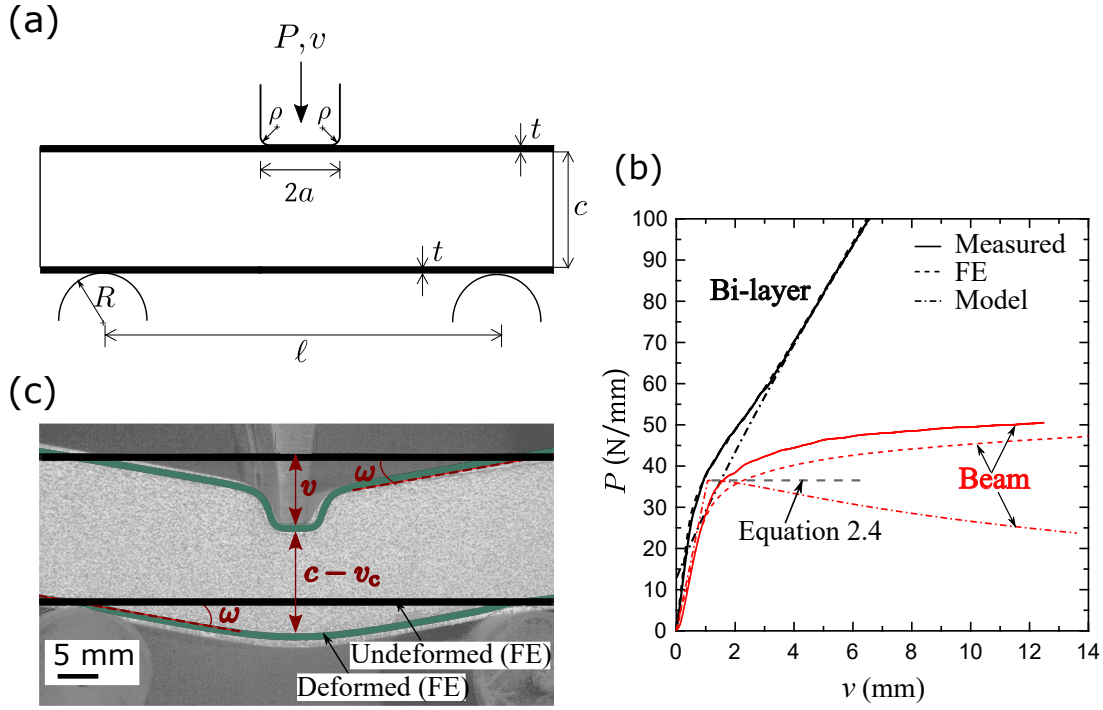 (a)
P, v
ρ ρ
t
2a
c
t
R
ℓ
(b)
100
90
80
70
60
50
40
30
20
10
0
P (N/mm)
Measured
FE
Model
Bi-layer
Beam
Equation 2.4
0 2 4 6 8 10 12 14
v (mm)
(c)
v
ω
c − v_c
ω
5 mm
Undeformed (FE)
Deformed (FE)